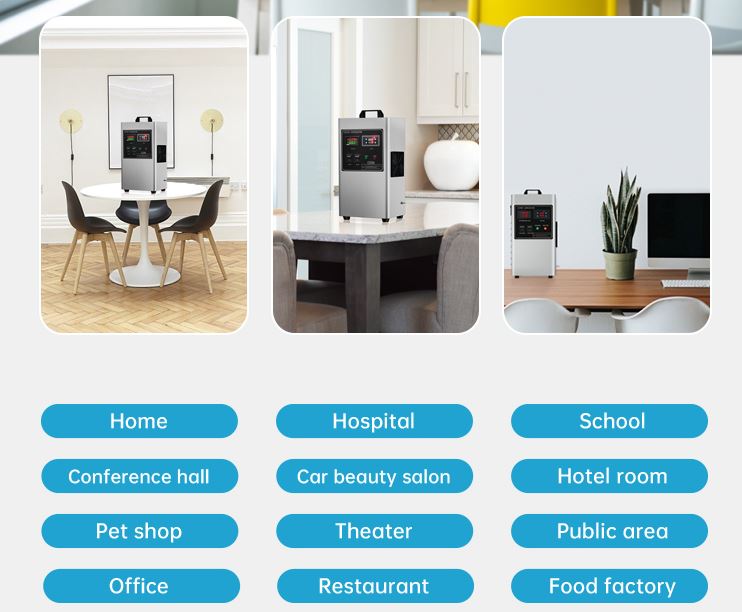 Home
Hospital
School
Conference hall
Car beauty salon
Hotel room
Pet shop
Theater
Public area
Office
Restaurant
Food factory